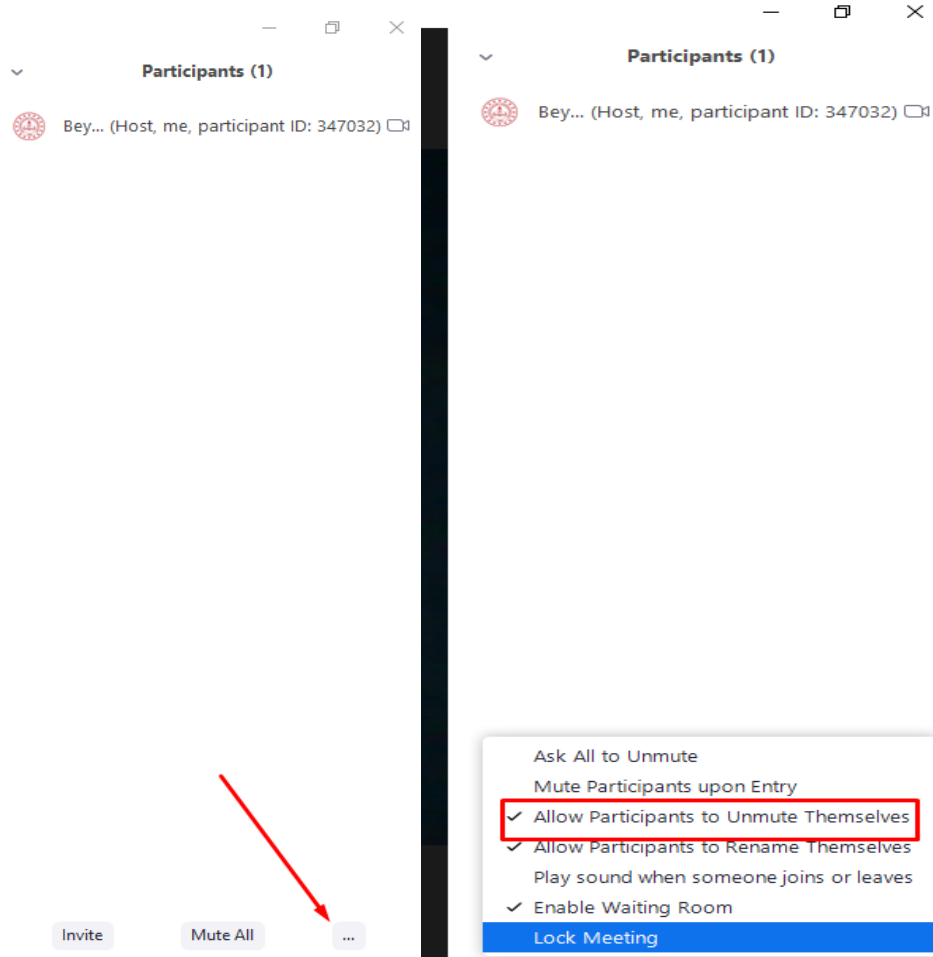 Participants (1)
Bey... (Host, me, participant ID: 347032)
Invite
Mute All
...
Participants (1)
Bey... (Host, me, participant ID: 347032)
Ask All to Unmute
Mute Participants upon Entry
Allow Participants to Unmute Themselves
Allow Participants to Rename Themselves
Play sound when someone joins or leaves
Enable Waiting Room
Lock Meeting